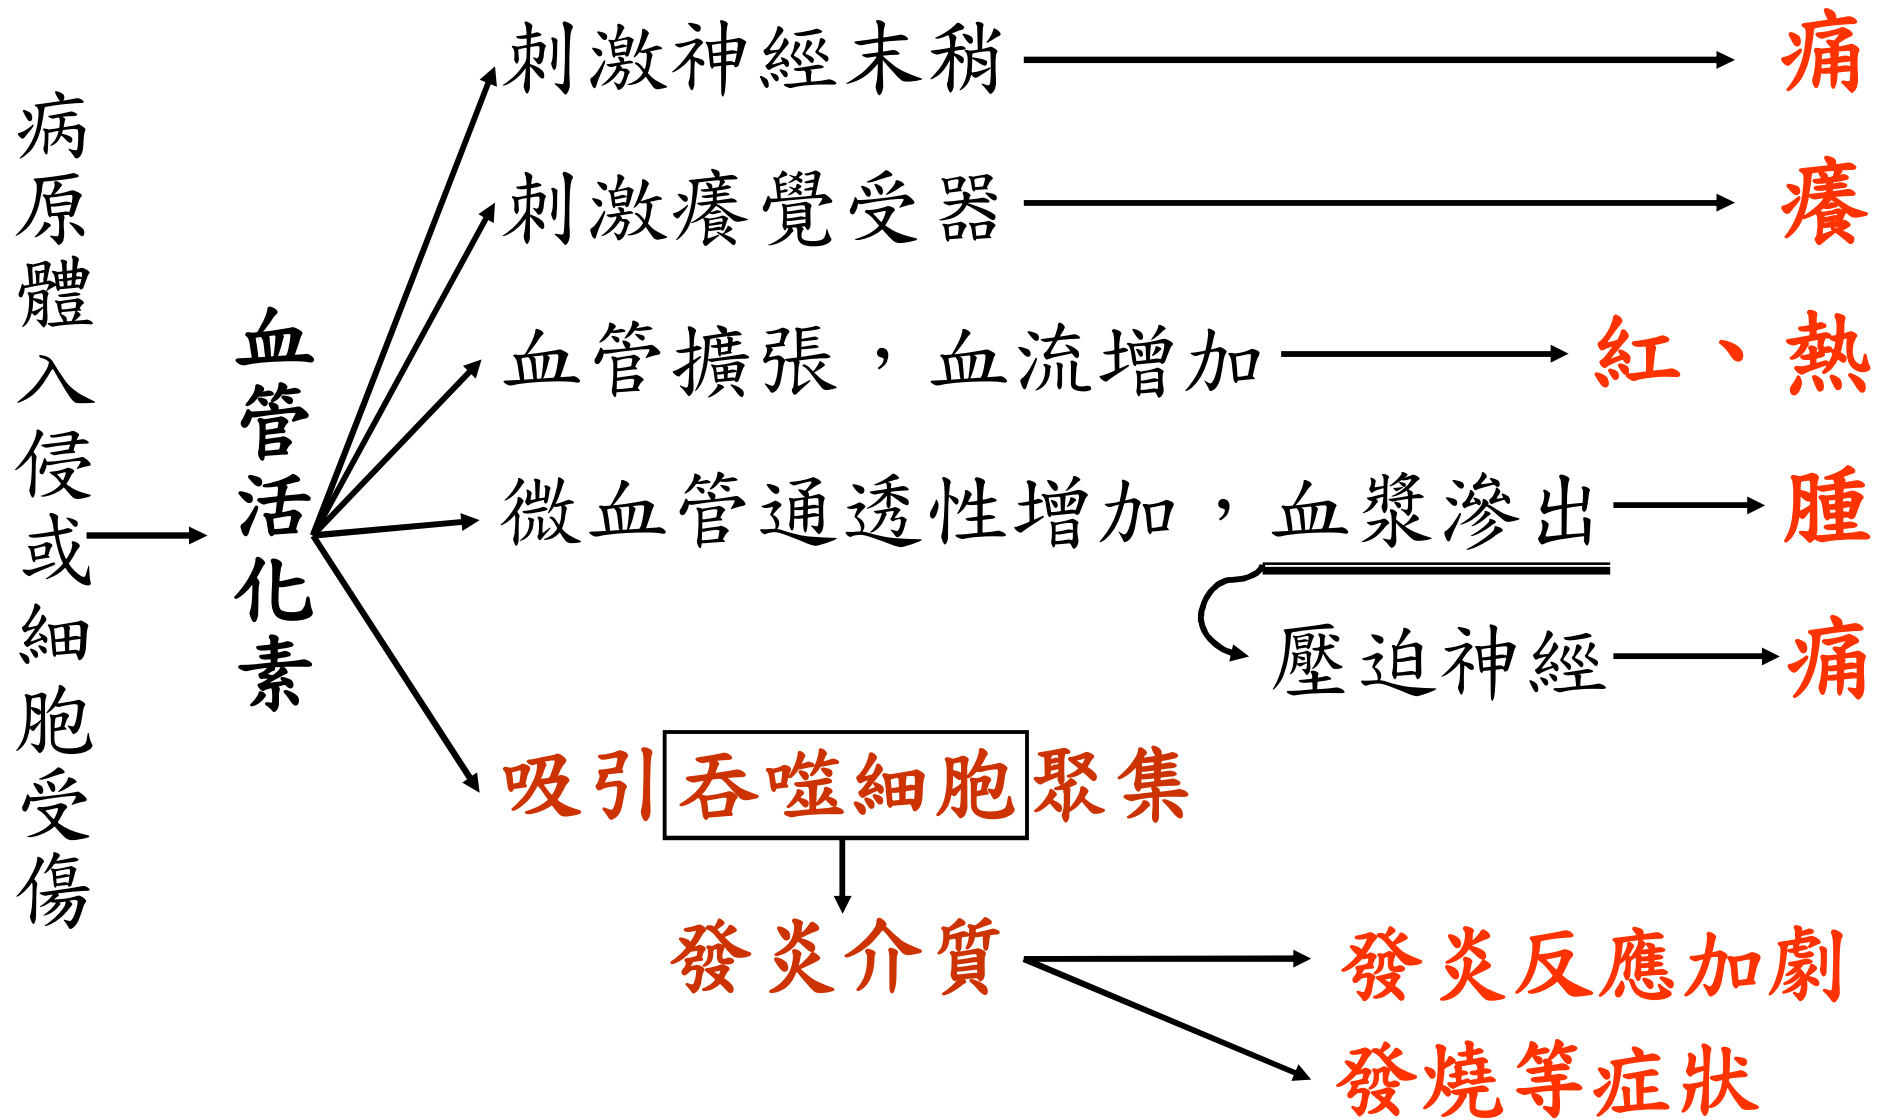 病原體入侵或細胞受傷
血管活化素
刺激神經末稍
痛
刺激癢覺受器
癢
血管擴張，血流增加
紅、熱
微血管通透性增加，血漿滲出
腫
壓迫神經
痛
吸引吞噬細胞聚集
發炎介質
發炎反應加劇
發燒等症狀